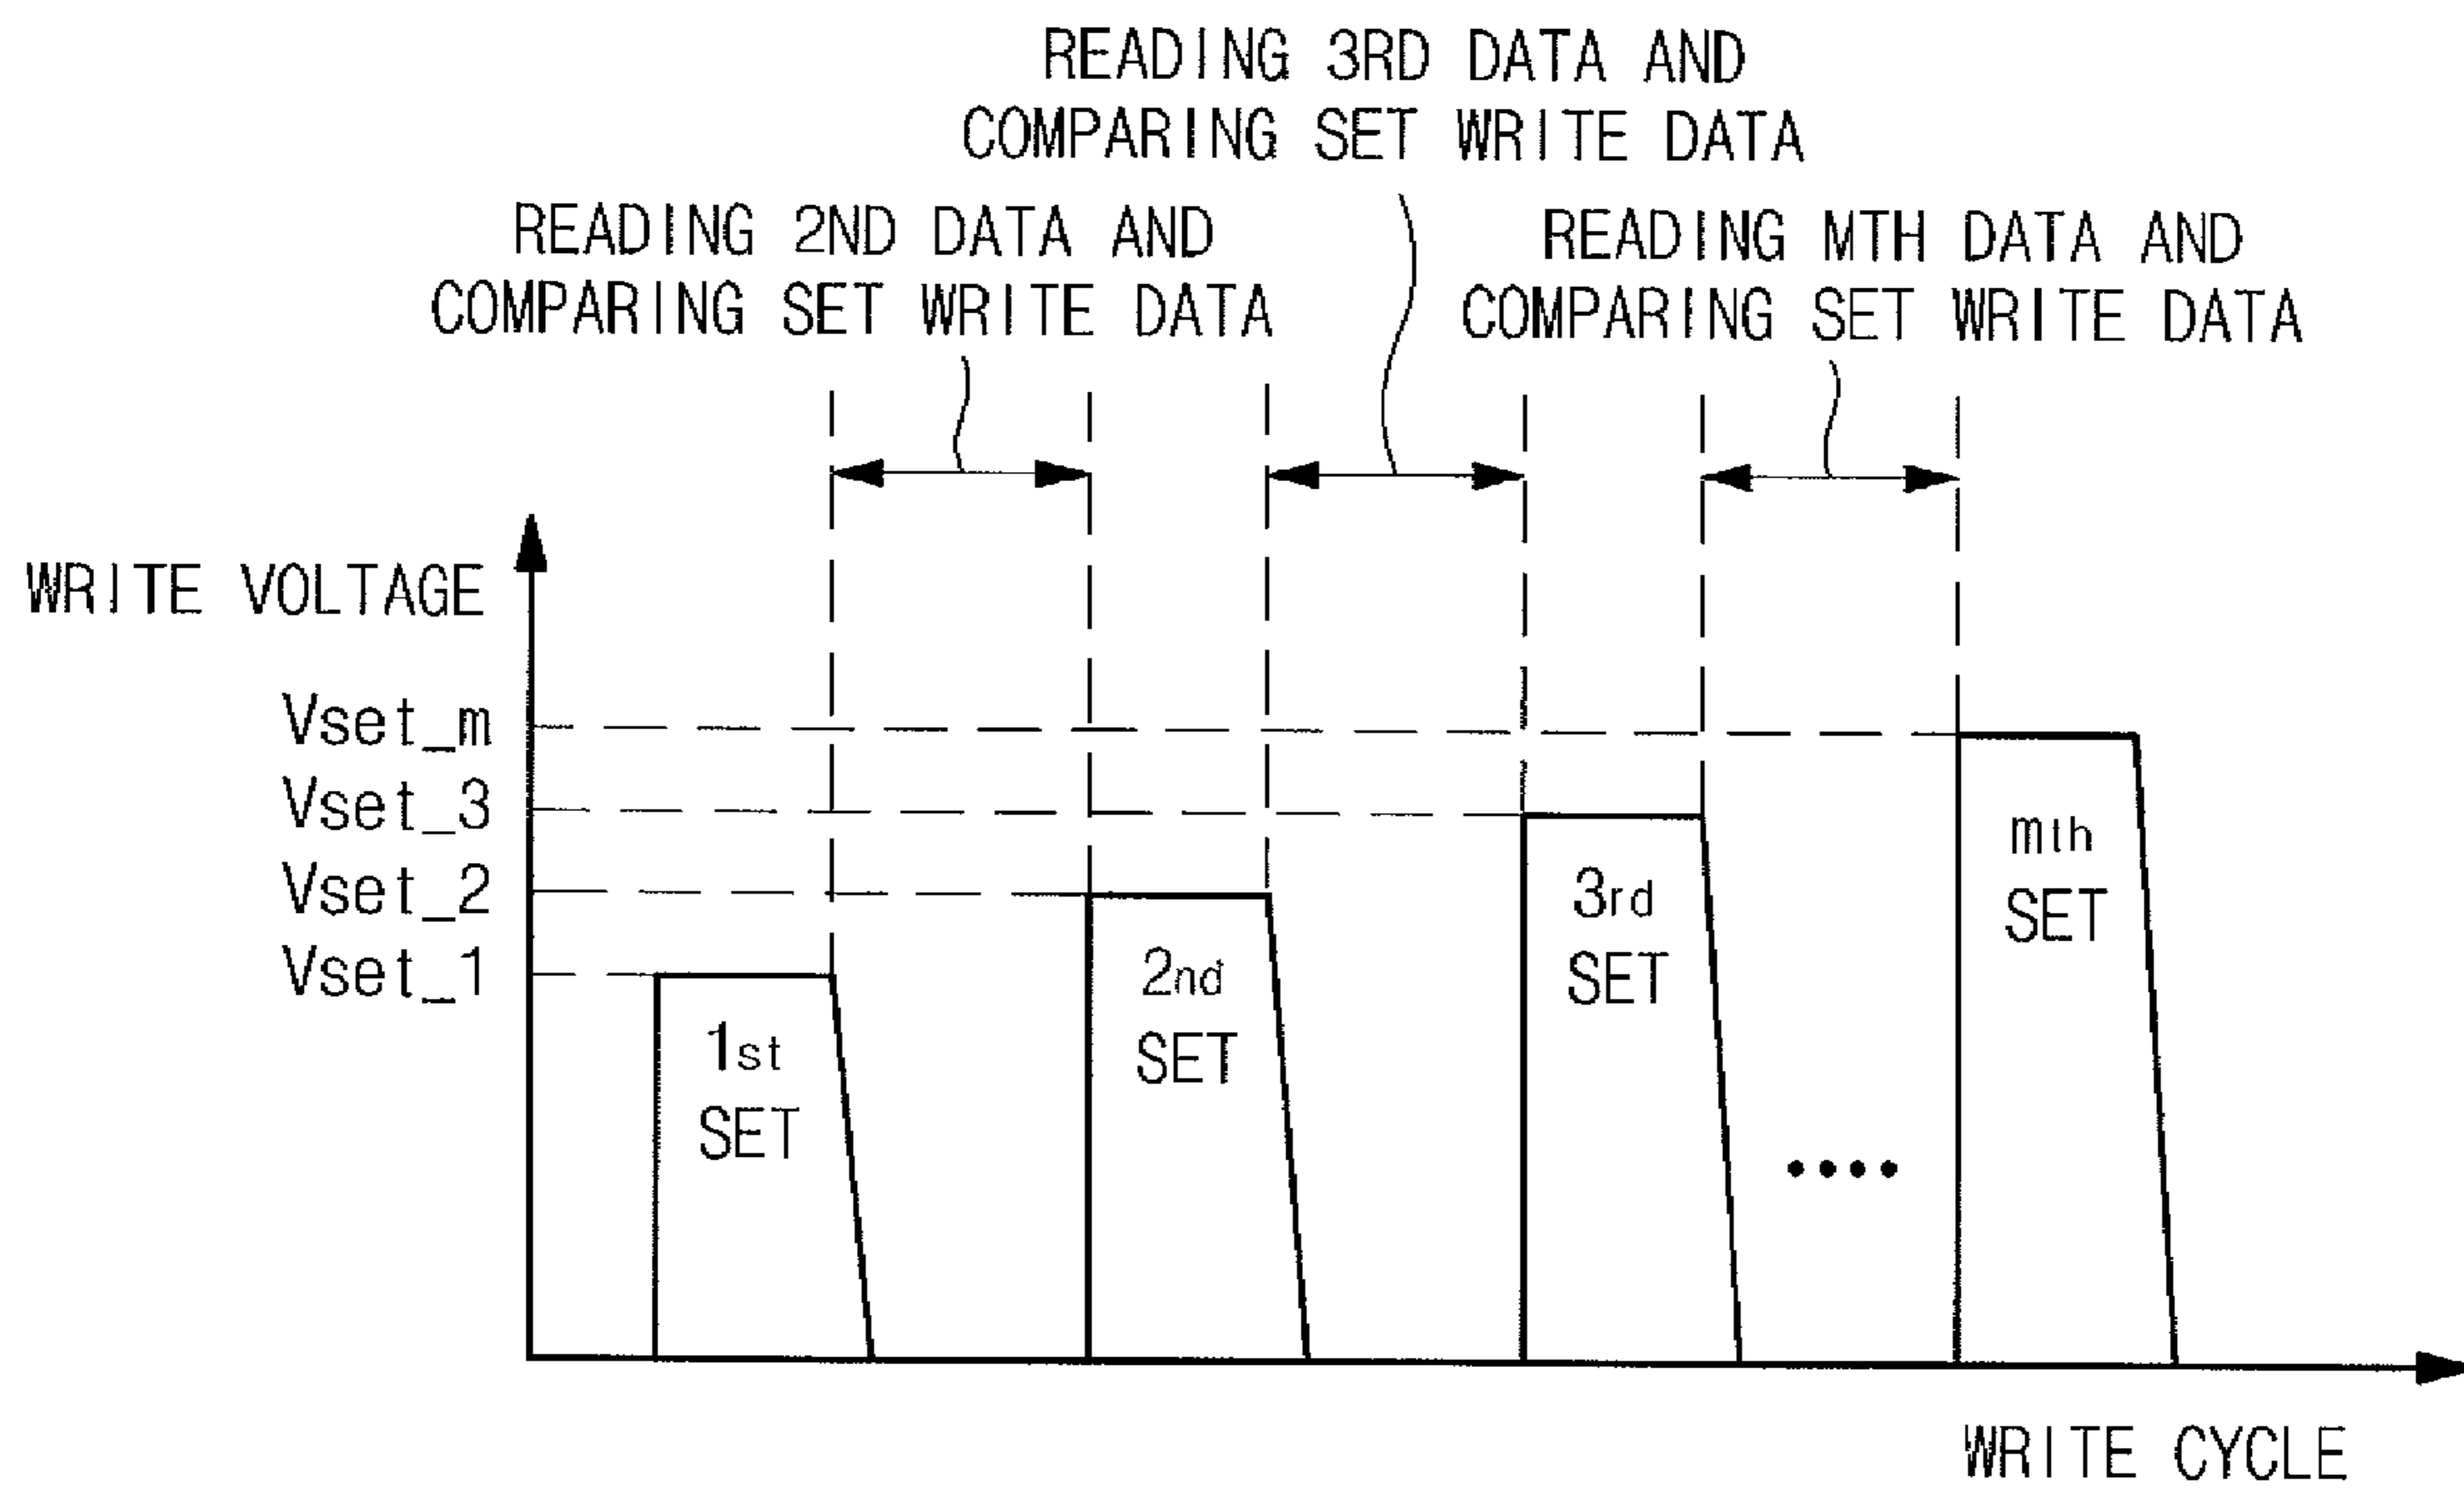 READING 3RD DATA AND
COMPARING SET WRITE DATA
READING 2ND DATA AND
COMPARING SET WRITE DATA
READING MTH DATA AND
COMPARING SET WRITE DATA
WRITE VOLTAGE
Vset_m
Vset_3
Vset_2
Vset_1
1st
SET
2nd
SET
3rd
SET
mth
SET
WRITE CYCLE